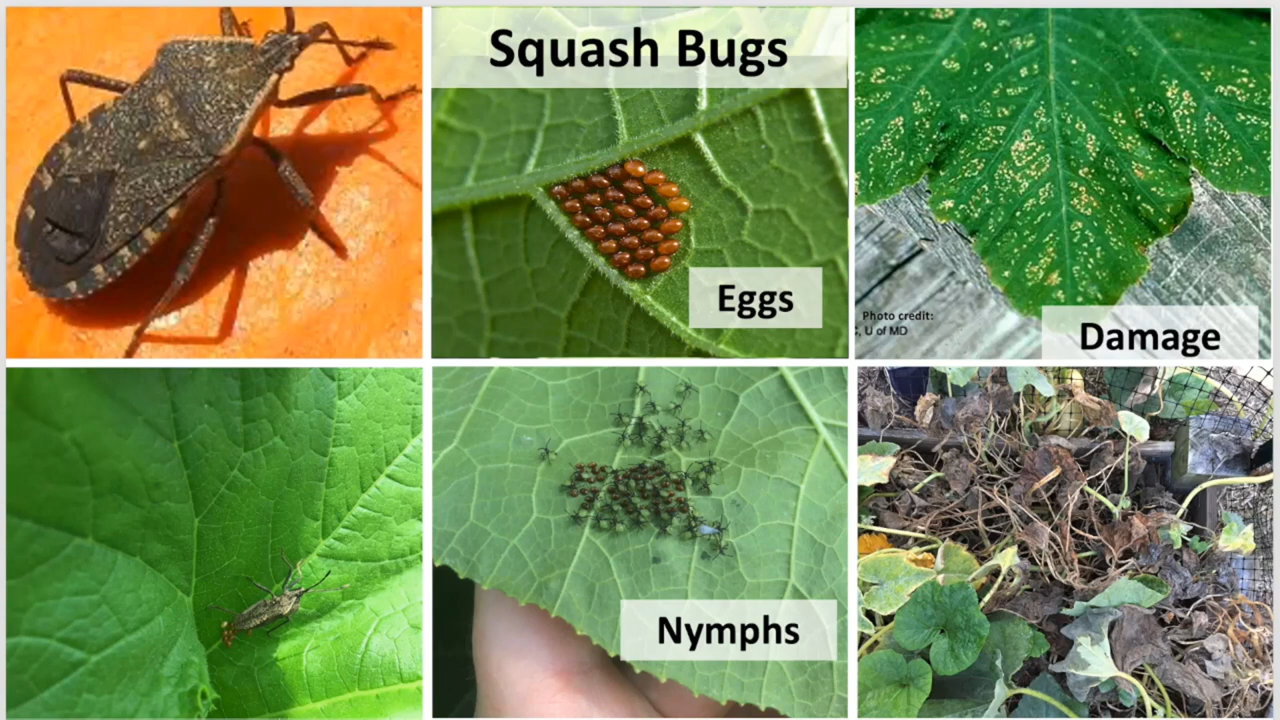 Squash Bugs
Eggs
Photo credit:
, U of MD
Damage
Nymphs